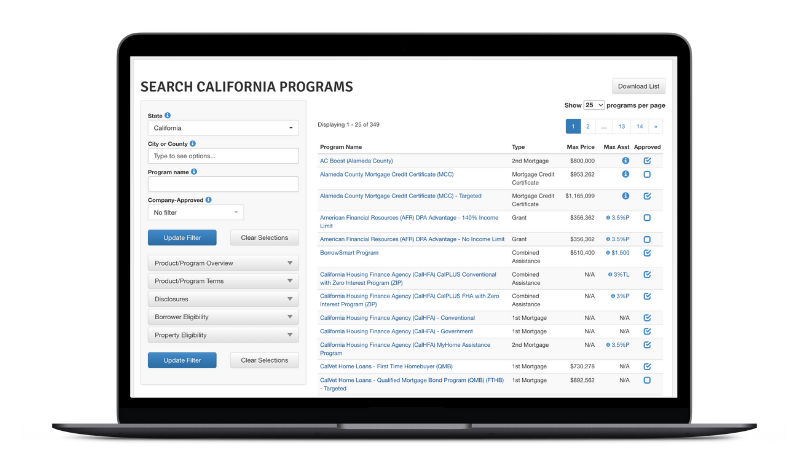 SEARCH CALIFORNIA PROGRAMS
Download List
State
California
City or County
Type to see options...
Program name
Company-Approved
No filter
Update Filter
Clear Selections
Product/Program Overview
Product/Program Terms
Disclosures
Borrower Eligibility
Property Eligibility
Update Filter
Clear Selections
Show 25 programs per page
Displaying 1 - 25 of 349
1 2 ... 13 14 »
Program Name Type Max Price Max Asst Approved
AC Boost (Alameda County) 2nd Mortgage $800,000
Alameda County Mortgage Credit Certificate (MCC) Mortgage Credit $953,262
Certificate
Alameda County Mortgage Credit Certificate (MCC) - Targeted Mortgage Credit $1,165,099
Certificate
American Financial Resources (AFR) DPA Advantage - 140% Income Grant $356,362 3.5%P
Limit
American Financial Resources (AFR) DPA Advantage - No Income Limit Grant $356,362 3.5%P
BorrowSmart Program Combined $510,400 $1,500
Assistance
California Housing Finance Agency (CalHFA) CalPLUS Conventional Combined N/A 3%TL
with Zero Interest Program (ZIP) Assistance
California Housing Finance Agency (CalHFA) CalPLUS FHA with Zero Combined N/A 3%P
Interest Program (ZIP) Assistance
California Housing Finance Agency (CalHFA) - Conventional 1st Mortgage N/A N/A
California Housing Finance Agency (CalHFA) - Government 1st Mortgage N/A N/A
California Housing Finance Agency (CalHFA) MyHome Assistance 2nd Mortgage N/A 3.5%P
Program
CalVet Home Loans - First Time Homebuyer (QMB) 1st Mortgage $730,278 N/A
CalVet Home Loans - Qualified Mortgage Bond Program (QMB) (FTHB) 1st Mortgage $892,562 N/A
- Targeted